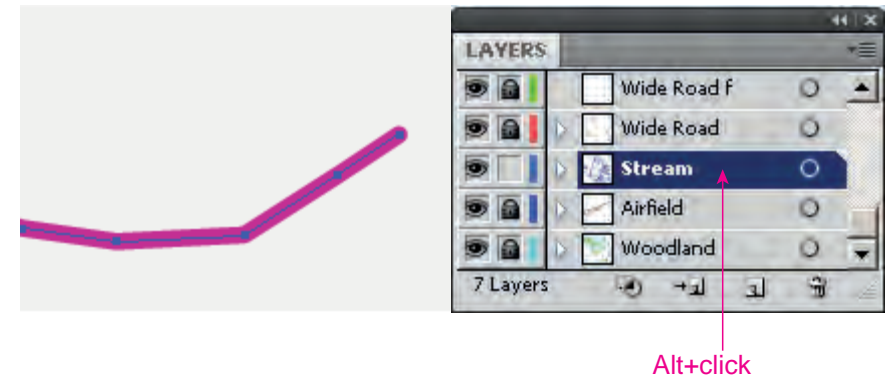 LAYERS
Wide Road f
Wide Road
Stream
Airfield
Woodland
7 Layers
Alt+click